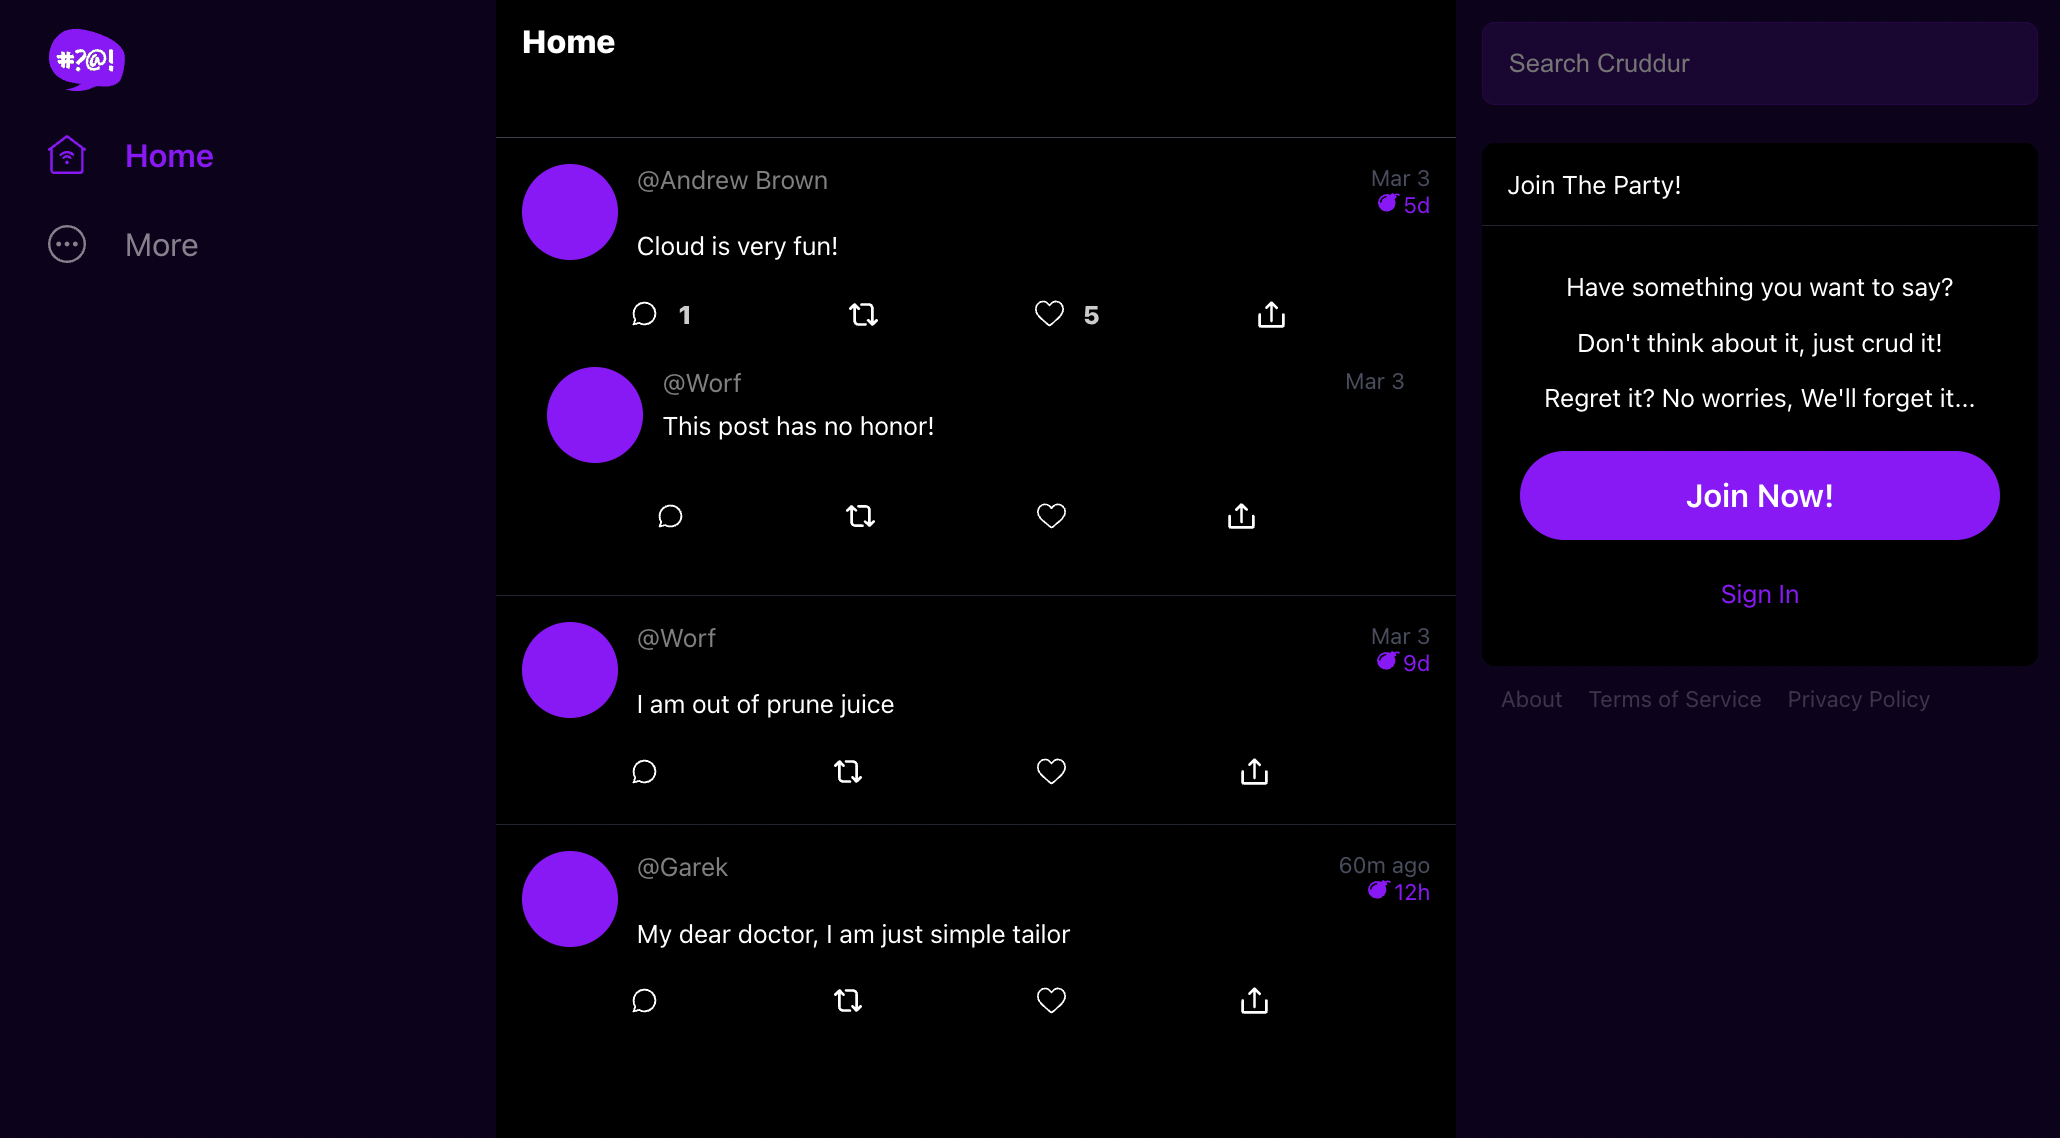 #?@!
Home
More
Home
@Andrew Brown
Mar 3
5d
Cloud is very fun!
1
5
@Worf
Mar 3
This post has no honor!
@Worf
Mar 3
9d
I am out of prune juice
@Garek
60m ago
12h
My dear doctor, I am just simple tailor
Search Cruddur
Join The Party!
Have something you want to say?
Don't think about it, just crud it!
Regret it? No worries, We'll forget it...
Join Now!
Sign In
About Terms of Service Privacy Policy